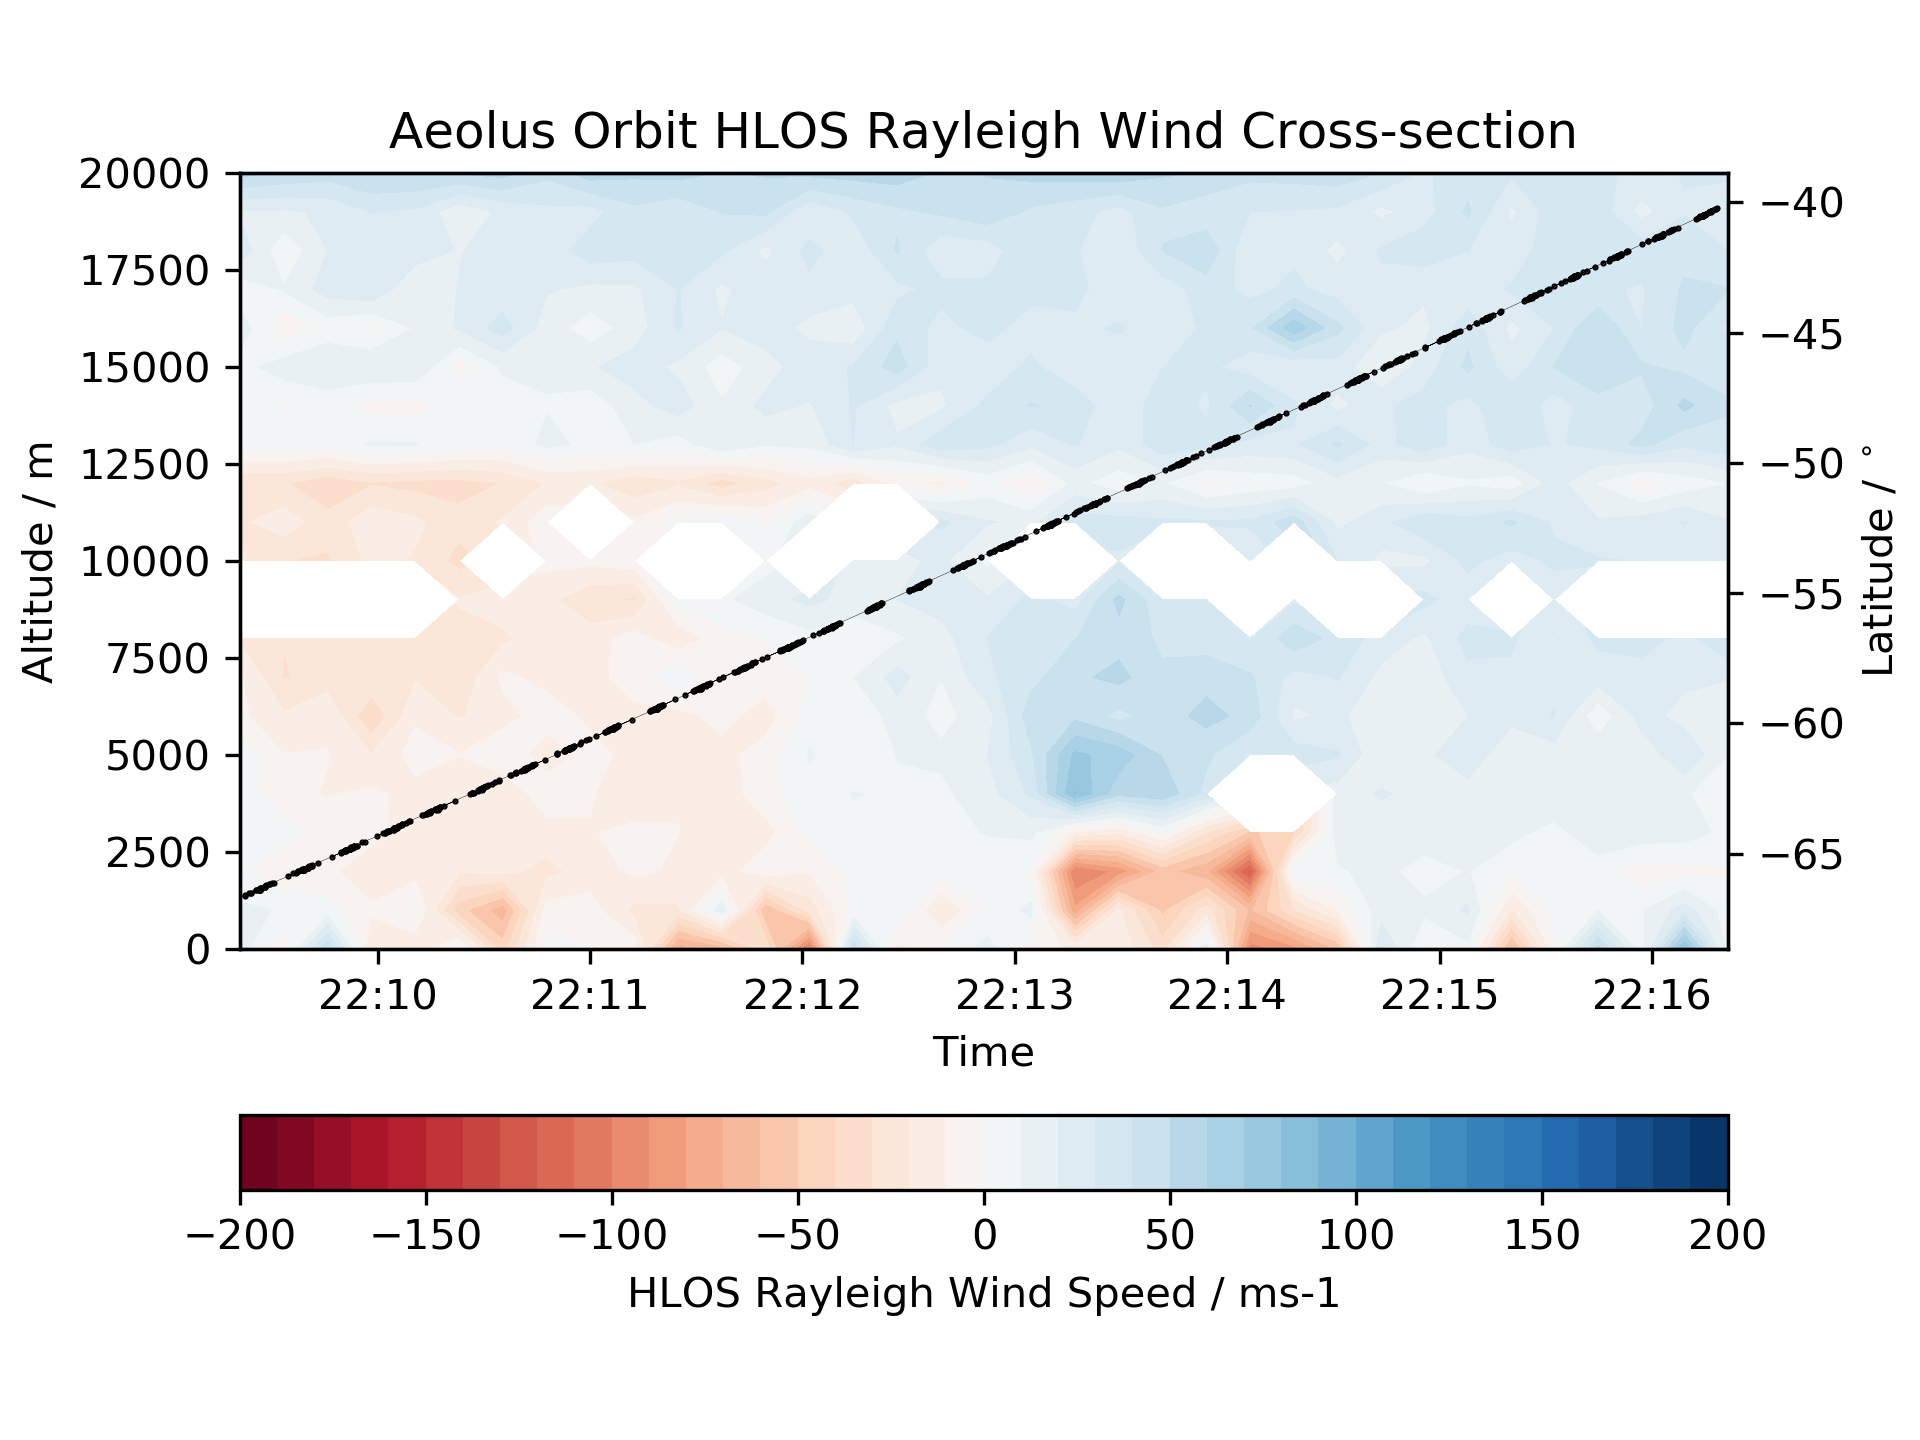 Aeolus Orbit HLOS Rayleigh Wind Cross-section
20000
17500
15000
12500
10000
7500
5000
2500
0
Altitude / m
−40
−45
−50
−55
−60
−65
Latitude / °
22:10 22:11 22:12 22:13 22:14 22:15 22:16
Time
−200 −150 −100 −50 0 50 100 150 200
HLOS Rayleigh Wind Speed / ms-1